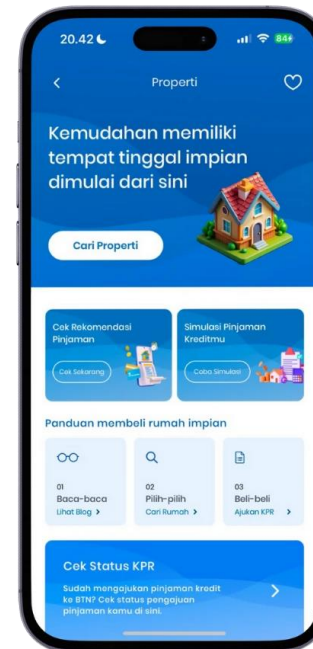 20.42
84
Properti
Kemudahan memiliki
tempat tinggal impian
dimulai dari sini
Cari Properti
Cek Rekomendasi
Pinjaman
Cek Sekarang
Simulasi Pinjaman
Kreditmu
Coba Simulasi
Panduan membeli rumah impian
01
Baca-baca
Lihat Blog >
02
Pilih-pilih
Cari Rumah >
03
Beli-beli
Ajukan KPR >
Cek Status KPR
Sudah mengajukan pinjaman kredit
ke BTN? Cek status pengajuan
pinjaman kamu di sini.